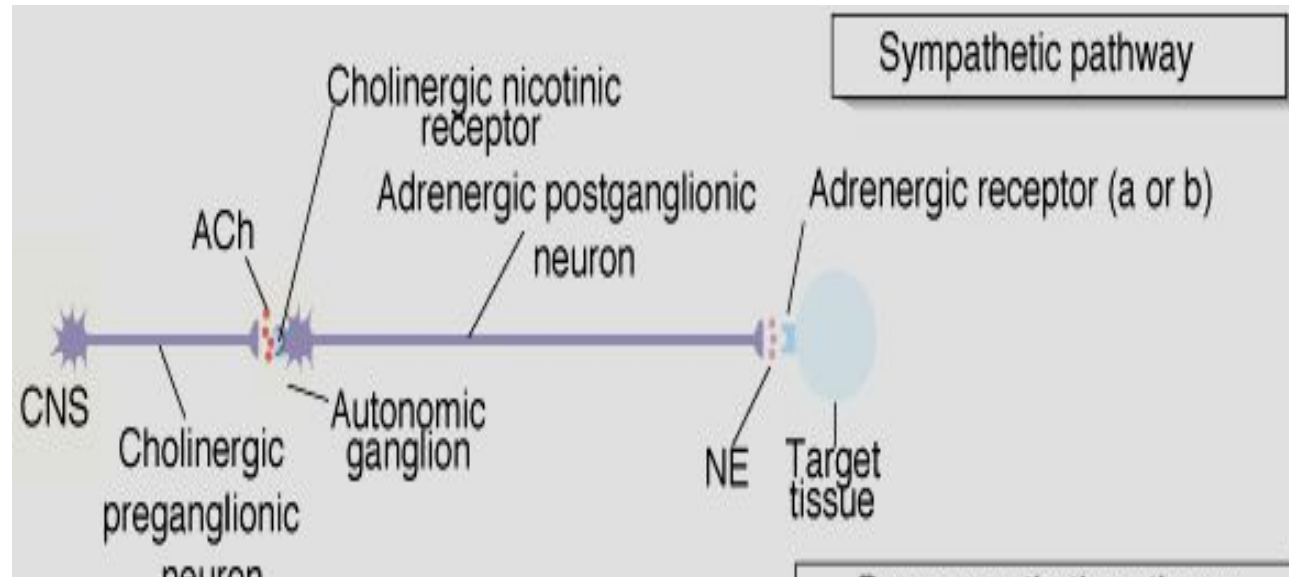 Sympathetic pathway
Cholinergic nicotinic
receptor
Adrenergic postganglionic
neuron
Adrenergic receptor (a or b)
ACh
CNS
Cholinergic
preganglionic
neuron
Autonomic
ganglion
NE
Target
tissue